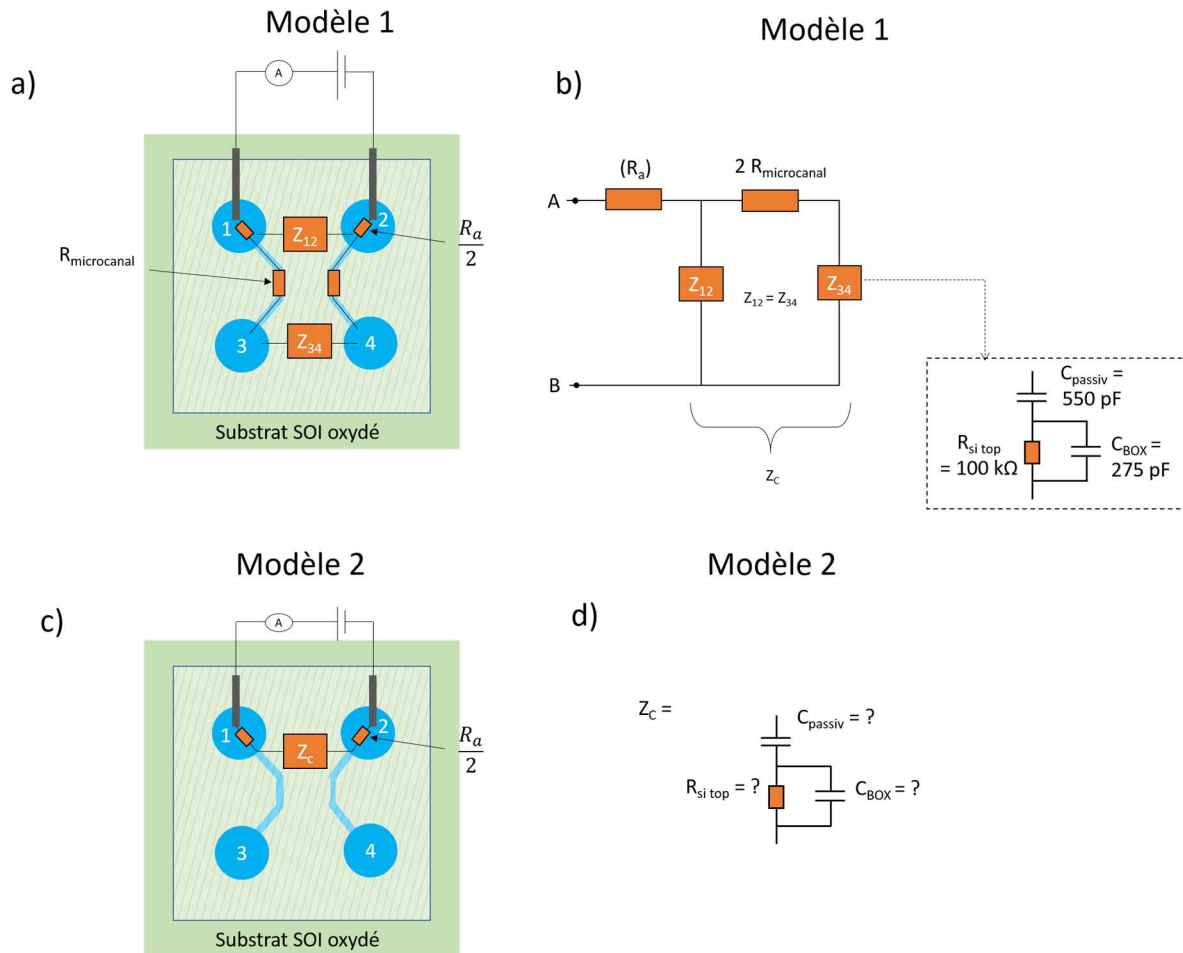 Modèle 1
a)
A
1
2
Z12
Ra
2
Rmicrocanal
3
Z34
4
Substrat SOI oxydé
Modèle 1
b)
(Ra)
2 Rmicrocanal
A
Z12
Z12 = Z34
Z34
B
ZC
Cpassiv =
550 pF
Rsi top
= 100 kΩ
CBOX =
275 pF
Modèle 2
c)
A
1
2
Zc
Ra
2
3
4
Substrat SOI oxydé
Modèle 2
d)
ZC =
Cpassiv = ?
Rsi top = ?
CBOX = ?